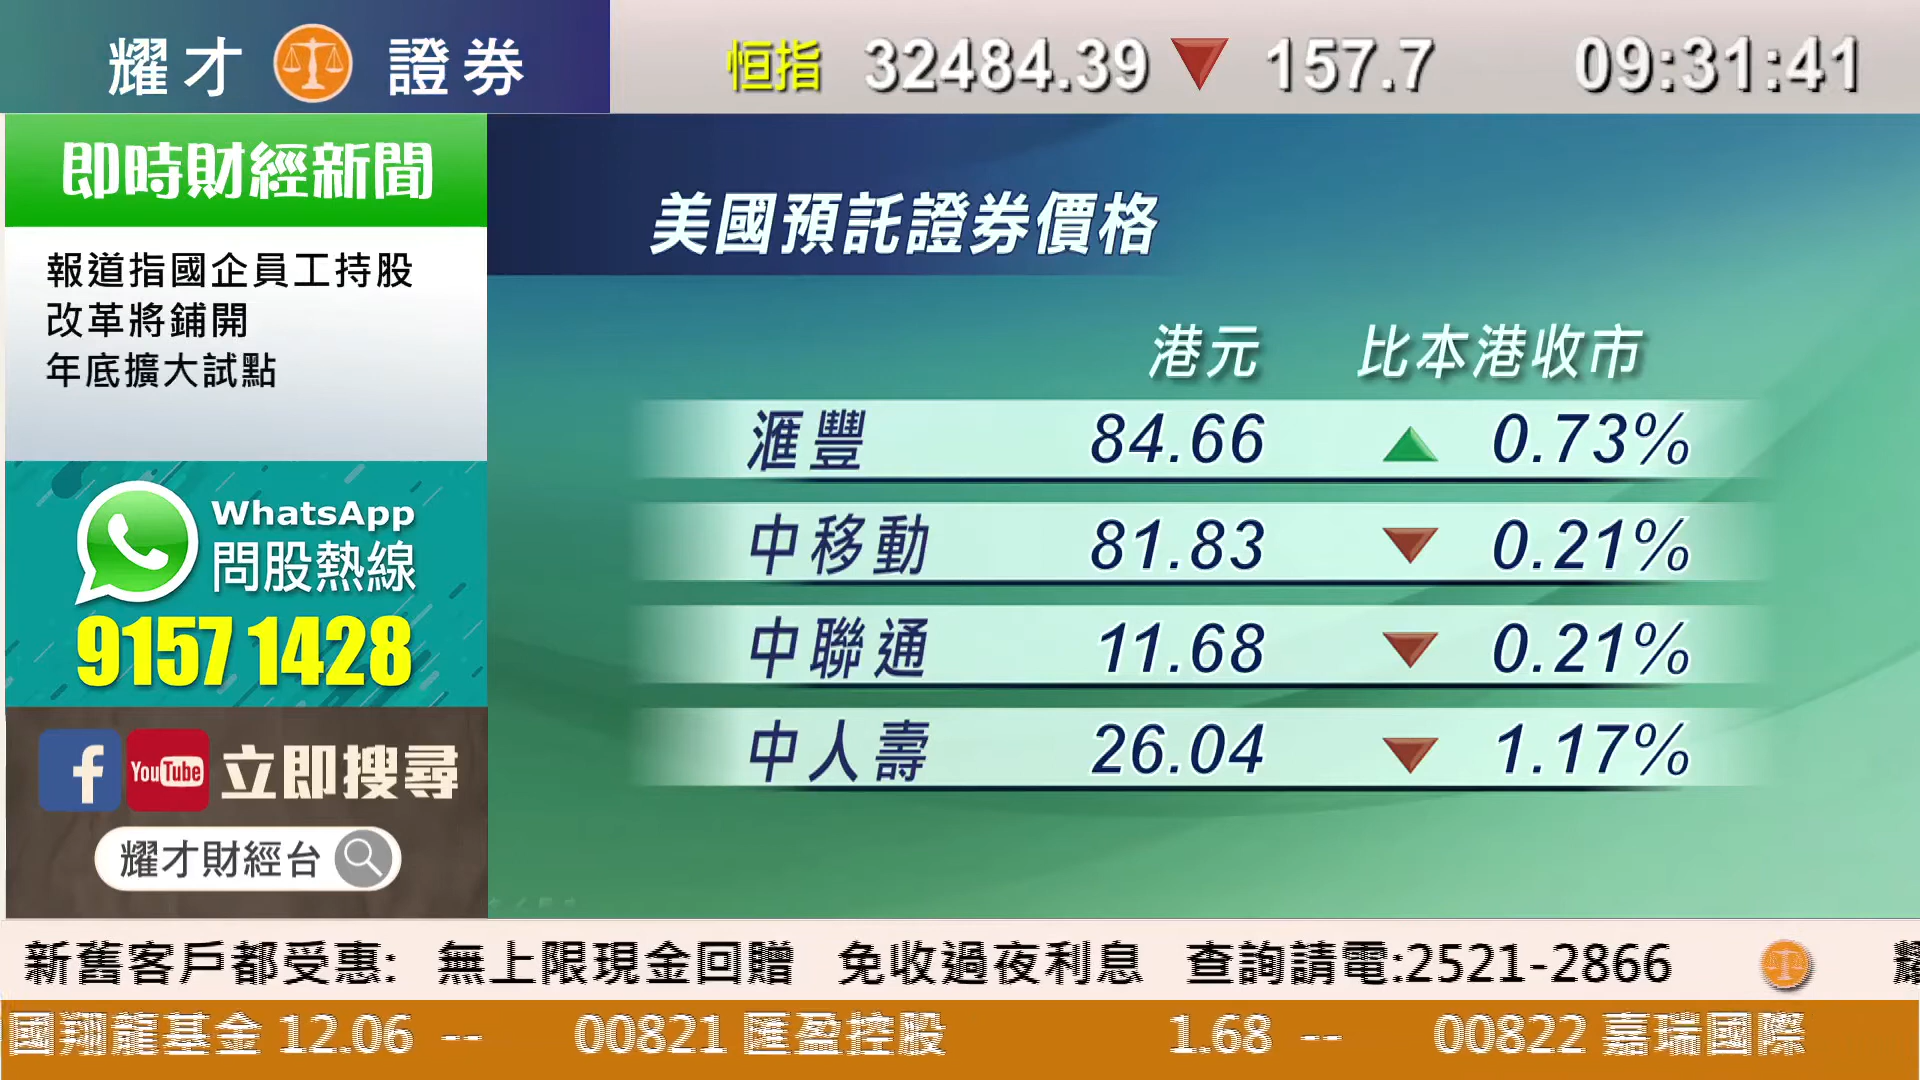 耀才 證券
恒指 32484.39 ▼ 157.7 09:31:41
即時財經新聞
報道指國企員工持股
改革將鋪開
年底擴大試點
WhatsApp
問股熱線
9157 1428
f YouTube 立即搜尋
耀才財經台
美國預託證券價格
港元 比本港收市
滙豐 84.66 ▲ 0.73%
中移動 81.83 ▼ 0.21%
中聯通 11.68 ▼ 0.21%
中人壽 26.04 ▼ 1.17%
新舊客戶都受惠: 無上限現金回贈 免收過夜利息 查詢請電:2521-2866 耀
國翔龍基金 12.06 -- 00821 匯盈控股 1.68 -- 00822 嘉瑞國際